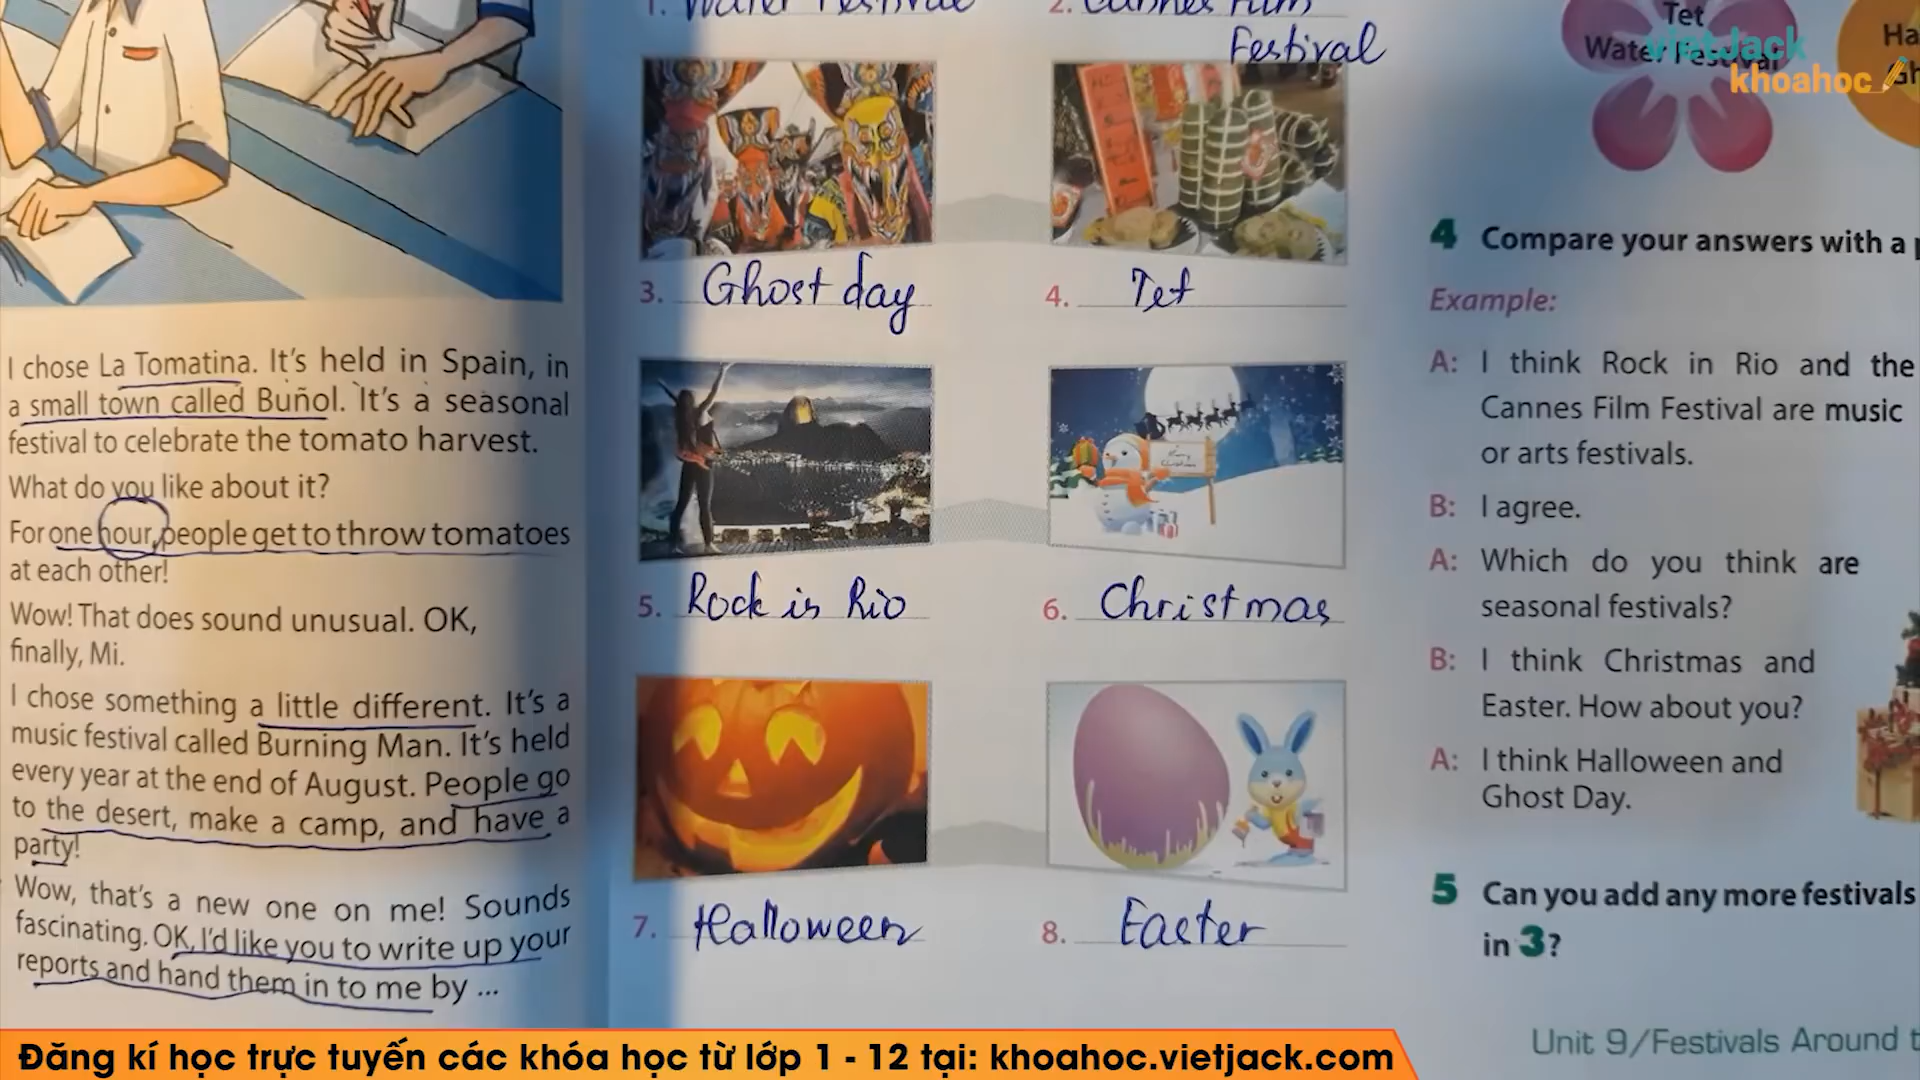 I chose La Tomatina. It's held in Spain, in
a small town called Buñol. It's a seasonal
festival to celebrate the tomato harvest.
What do you like about it?
For one hour, people get to throw tomatoes
at each other!
Wow! That does sound unusual. OK,
finally, Mi.
I chose something a little different. It's a
music festival called Burning Man. It's held
every year at the end of August. People go
to the desert, make a camp, and have a
party!
Wow, that's a new one on me! Sounds
fascinating. OK, I'd like you to write up your
reports and hand them in to me by ...
1. Water Festival
2. Cannes Film
Festival
3. Ghost day
4. Tet
5. Rock is Rio
6. Christmas
7. Halloween
8. Easter
Tet
Water Festival
Ha
Gh
vietJack
khoahoc
4 Compare your answers with a p
Example:
A: I think Rock in Rio and the
Cannes Film Festival are music
or arts festivals.
B: I agree.
A: Which do you think are
seasonal festivals?
B: I think Christmas and
Easter. How about you?
A: I think Halloween and
Ghost Day.
5 Can you add any more festivals
in 3?
Unit 9/Festivals Around t
Đăng kí học trực tuyến các khóa học từ lớp 1 - 12 tại: khoahoc.vietjack.com